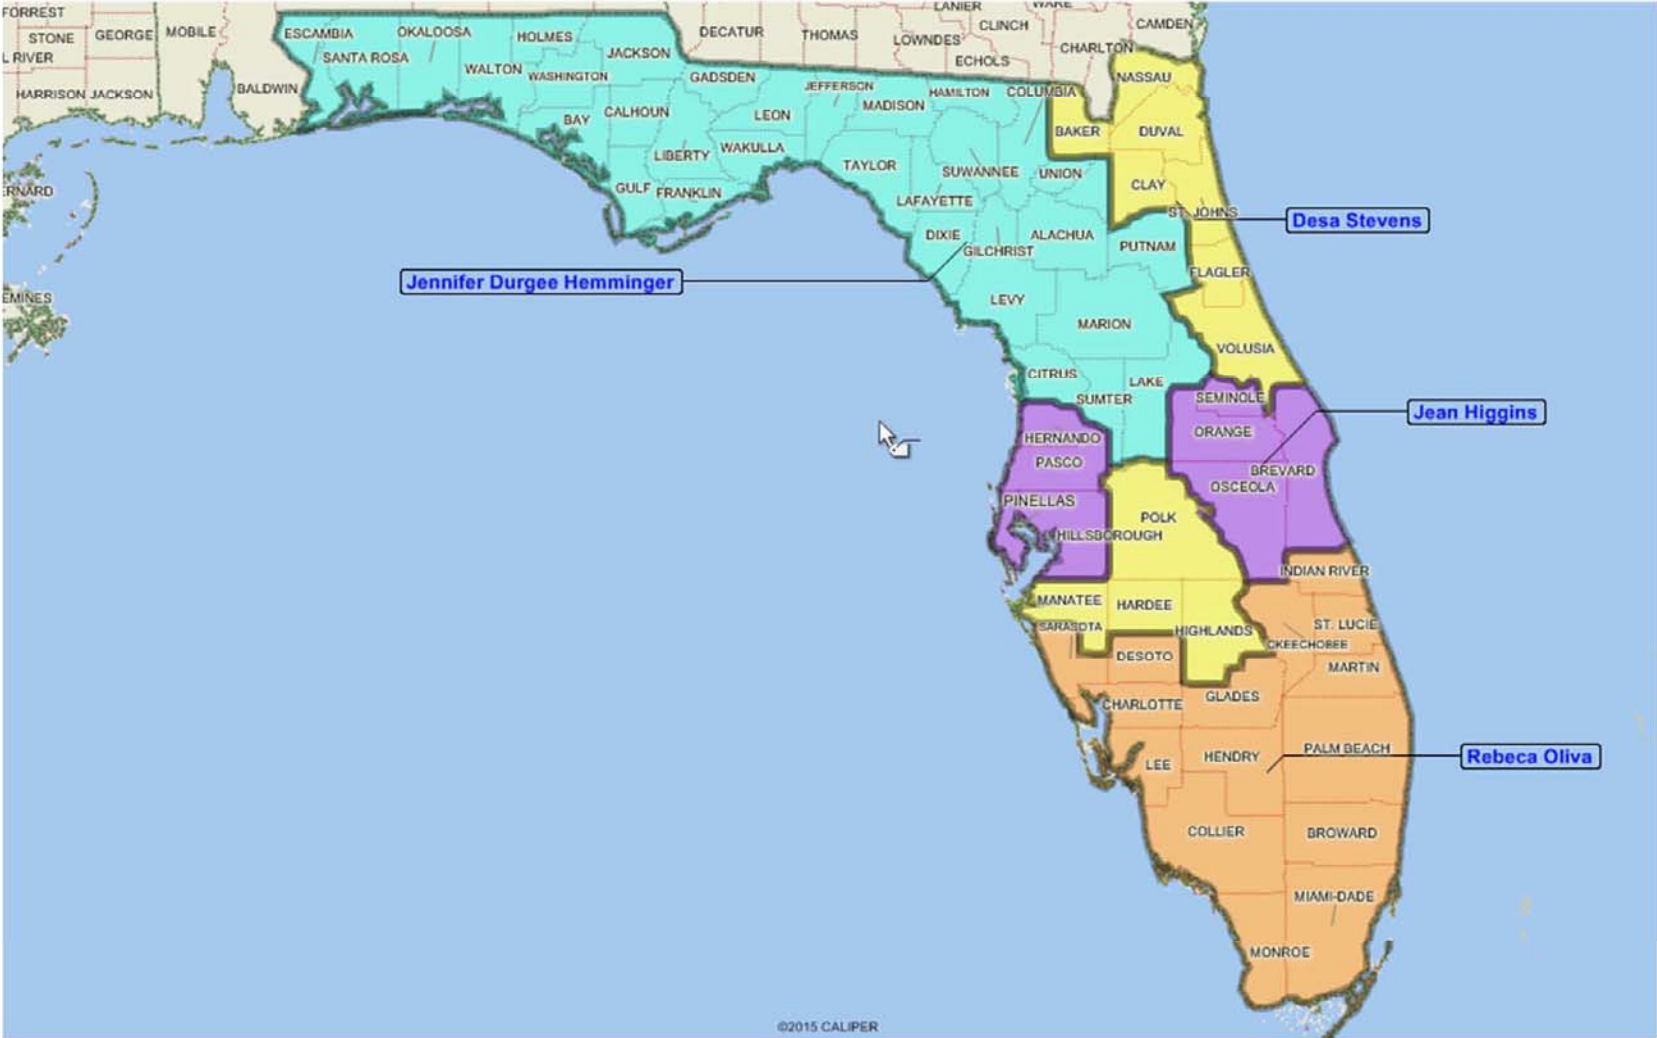 FORREST
LANIER
WARE
STONE
GEORGE
MOBILE
ESCAMBIA
OKALOOSA
HOLMES
DECATUR
THOMAS
LOWNDES
CLINCH
CAMDEN
L RIVER
SANTA ROSA
WALTON
WASHINGTON
JACKSON
CHARLTON
ECHOLS
HARRISON
JACKSON
BALDWIN
GADSDEN
JEFFERSON
HAMILTON
COLUMBIA
NASSAU
BAY
CALHOUN
LEON
MADISON
BAKER
DUVAL
LIBERTY
WAKULLA
TAYLOR
SUWANNEE
UNION
CLAY
ERNARD
GULF
FRANKLIN
LAFAYETTE
ST. JOHNS
Desa Stevens
DIXIE
GILCHRIST
ALACHUA
PUTNAM
Jennifer Durgee Hemminger
FLAGLER
EMINES
LEVY
MARION
VOLUSIA
CITRUS
LAKE
SUMTER
SEMINOLE
Jean Higgins
HERNANDO
ORANGE
PASCO
BREVARD
OSCEOLA
PINELLAS
POLK
HILLSBOROUGH
INDIAN RIVER
MANATEE
HARDEE
SARASOTA
HIGHLANDS
ST. LUCIE
OKEECHOBEE
DESOTO
MARTIN
CHARLOTTE
GLADES
LEE
HENDRY
PALM BEACH
Rebeca Oliva
COLLIER
BROWARD
MIAMI-DADE
MONROE
©2015 CALIPER